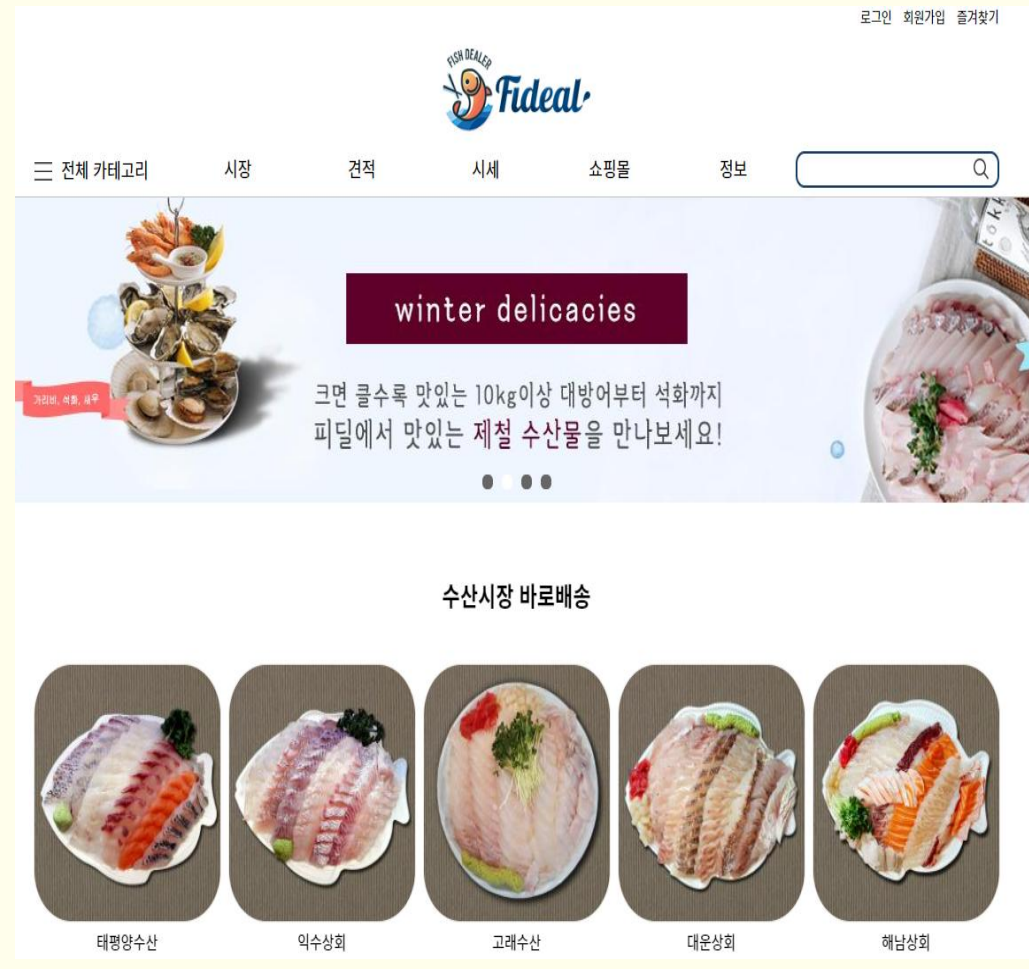 로그인 회원가입 즐겨찾기
FISH DEALER
Fideal
전체 카테고리 시장 견적 시세 쇼핑몰 정보
tokk
winter delicacies
가리비, 석화, 새우
크면 클수록 맛있는 10kg이상 대방어부터 석화까지
피딜에서 맛있는 제철 수산물을 만나보세요!
수산시장 바로배송
태평양수산 익수상회 고래수산 대운상회 해남상회